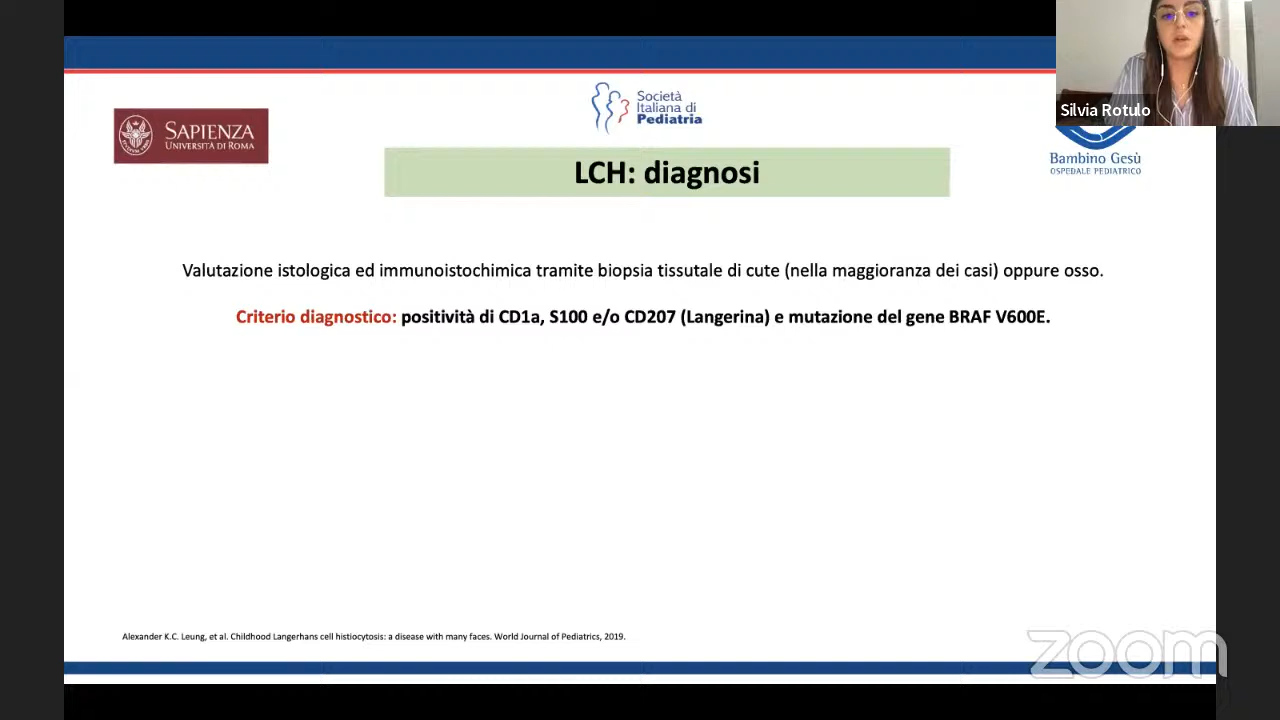 Silvia Rotulo
SAPIENZA
UNIVERSITÀ DI ROMA
Società
Italiana di
Pediatria
Bambino Gesù
OSPEDALE PEDIATRICO
LCH: diagnosi
Valutazione istologica ed immunoistochimica tramite biopsia tissutale di cute (nella maggioranza dei casi) oppure osso.
Criterio diagnostico: positività di CD1a, S100 e/o CD207 (Langerina) e mutazione del gene BRAF V600E.
Alexander K.C. Leung, et al. Childhood Langerhans cell histiocytosis: a disease with many faces. World Journal of Pediatrics, 2019.
zoom